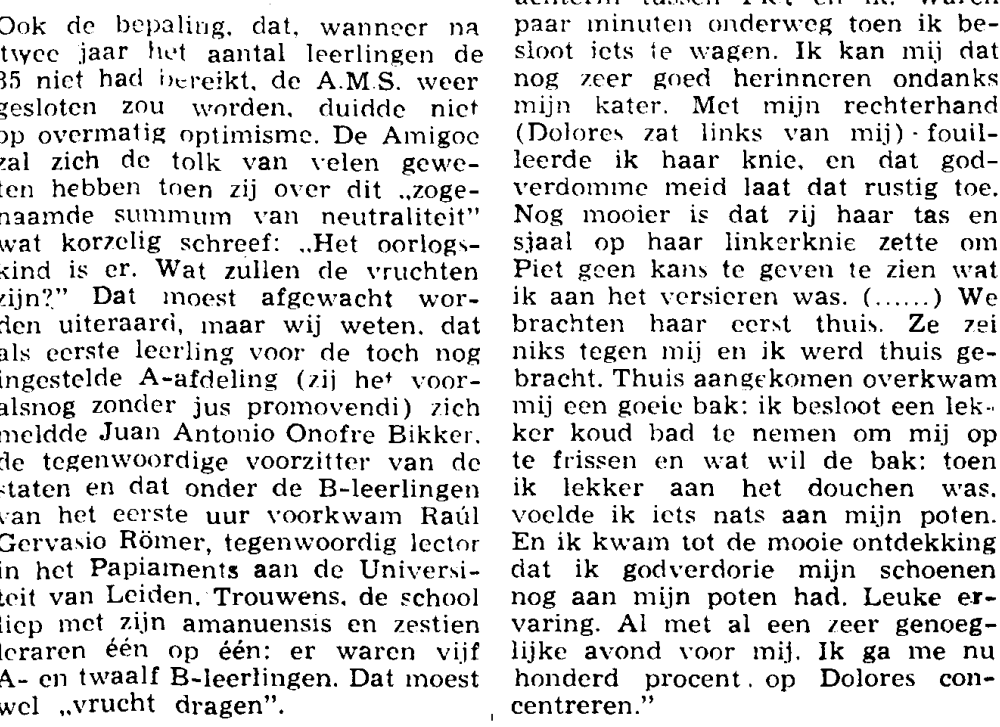 Ook de bepaling, dat, wanneer na
twee jaar het aantal leerlingen de
35 niet had bereikt, de A.M.S. weer
gesloten zou worden, duidde niet
op overmatig optimisme. De Amigoe
zal zich de tolk van velen gewe-
ten hebben toen zij over dit „zoge-
naamde summum van neutraliteit”
wat korzelig schreef: „Het oorlogs-
kind is er. Wat zullen de vruchten
zijn?” Dat moest afgewacht wor-
den uiteraard, maar wij weten, dat
als eerste leerling voor de toch nog
ingestelde A-afdeling (zij het voor-
alsnog zonder jus promovendi) zich
meldde Juan Antonio Onofre Bikker,
de tegenwoordige voorzitter van de
staten en dat onder de B-leerlingen
van het eerste uur voorkwam Raúl
Gervasio Römer, tegenwoordig lector
in het Papiaments aan de Universi-
teit van Leiden. Trouwens, de school
liep met zijn amanuensis en zestien
leraren één op één: er waren vijf
A- en twaalf B-leerlingen. Dat moest
wel „vrucht dragen”.
achterin tussen Piet en ik. Waren
paar minuten onderweg toen ik be-
sloot iets te wagen. Ik kan mij dat
nog zeer goed herinneren ondanks
mijn kater. Met mijn rechterhand
(Dolores zat links van mij) fouil-
leerde ik haar knie, en dat god-
verdomme meid laat dat rustig toe.
Nog mooier is dat zij haar tas en
sjaal op haar linkerknie zette om
Piet geen kans te geven te zien wat
ik aan het versieren was. (......) We
brachten haar eerst thuis. Ze zei
niks tegen mij en ik werd thuis ge-
bracht. Thuis aangekomen overkwam
mij een goeie bak: ik besloot een lek-
ker koud bad te nemen om mij op
te frissen en wat wil de bak: toen
ik lekker aan het douchen was,
voelde ik iets nats aan mijn poten.
En ik kwam tot de mooie ontdekking
dat ik godverdorie mijn schoenen
nog aan mijn poten had. Leuke er-
varing. Al met al een zeer genoeg-
lijke avond voor mij. Ik ga me nu
honderd procent op Dolores con-
centreren.”